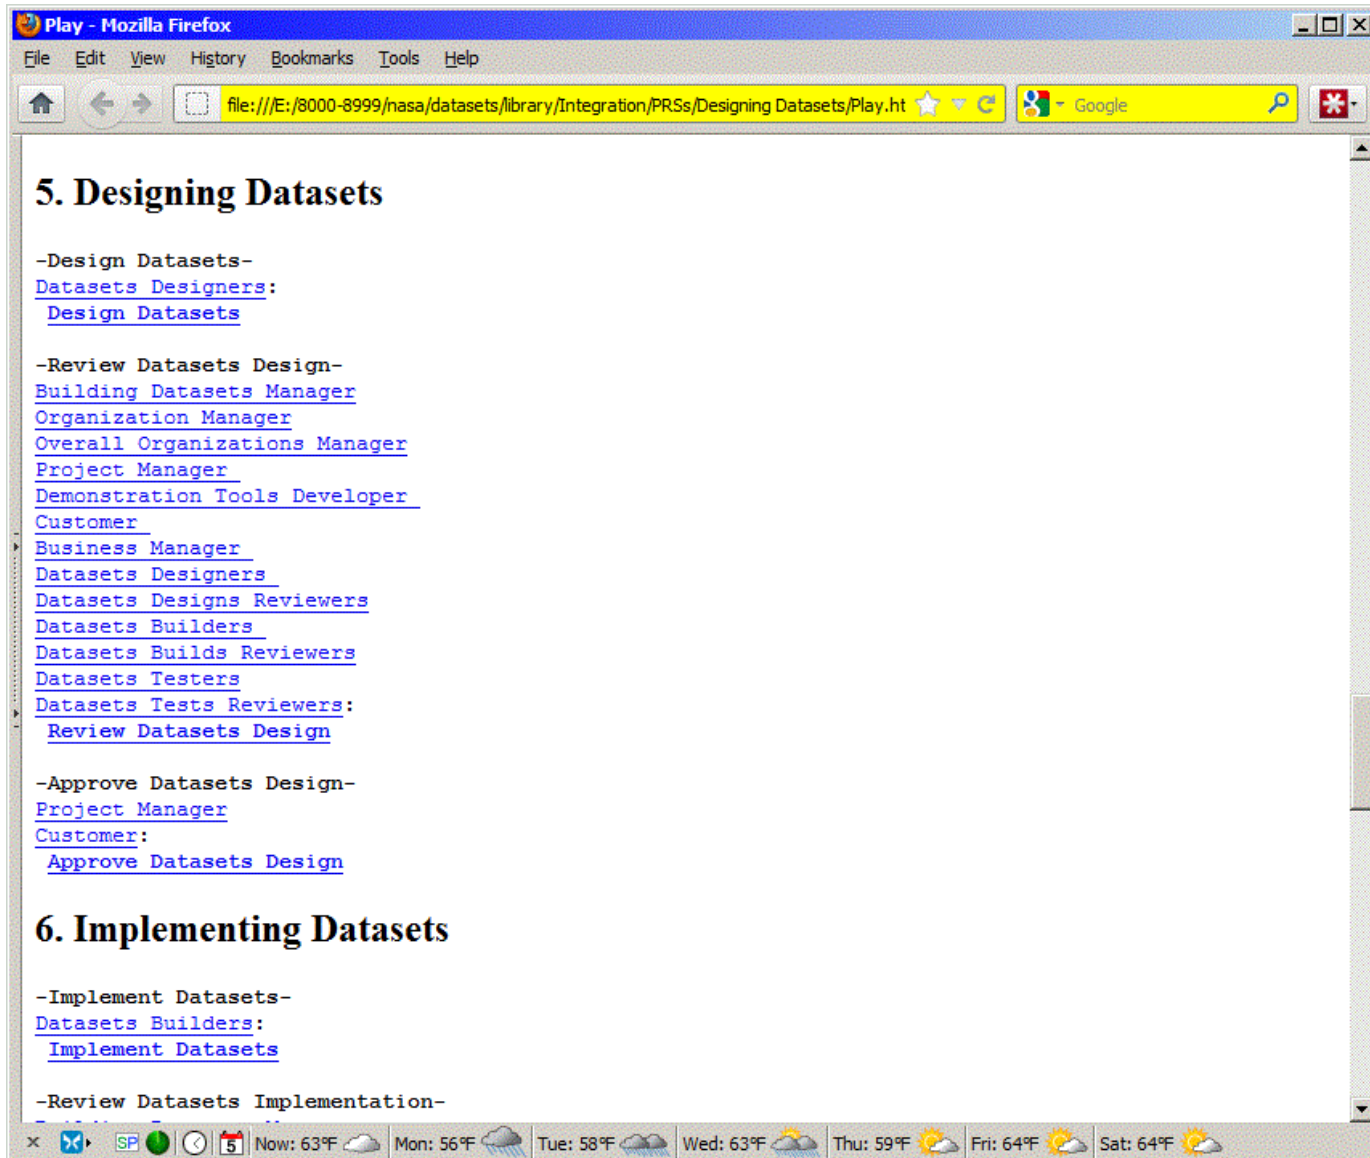 Play - Mozilla Firefox
File Edit View History Bookmarks Tools Help
file:///E:/8000-8999/nasa/datasets/library/Integration/PRSs/Designing Datasets/Play.ht Google
5. Designing Datasets
-Design Datasets-
Datasets Designers:
Design Datasets
-Review Datasets Design-
Building Datasets Manager
Organization Manager
Overall Organizations Manager
Project Manager
Demonstration Tools Developer
Customer
Business Manager
Datasets Designers
Datasets Designs Reviewers
Datasets Builders
Datasets Builds Reviewers
Datasets Testers
Datasets Tests Reviewers:
Review Datasets Design
-Approve Datasets Design-
Project Manager
Customer:
Approve Datasets Design
6. Implementing Datasets
-Implement Datasets-
Datasets Builders:
Implement Datasets
-Review Datasets Implementation-
SP 5 Now: 63°F Mon: 56°F Tue: 58°F Wed: 63°F Thu: 59°F Fri: 64°F Sat: 64°F